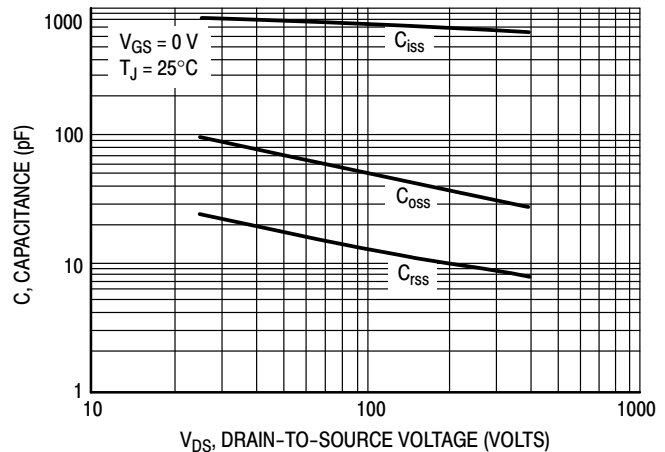 1000
V_GS = 0 V
T_J = 25°C
C_iss
100
C, CAPACITANCE (pF)
C_oss
10
C_rss
1
10
100
1000
V_DS, DRAIN-TO-SOURCE VOLTAGE (VOLTS)